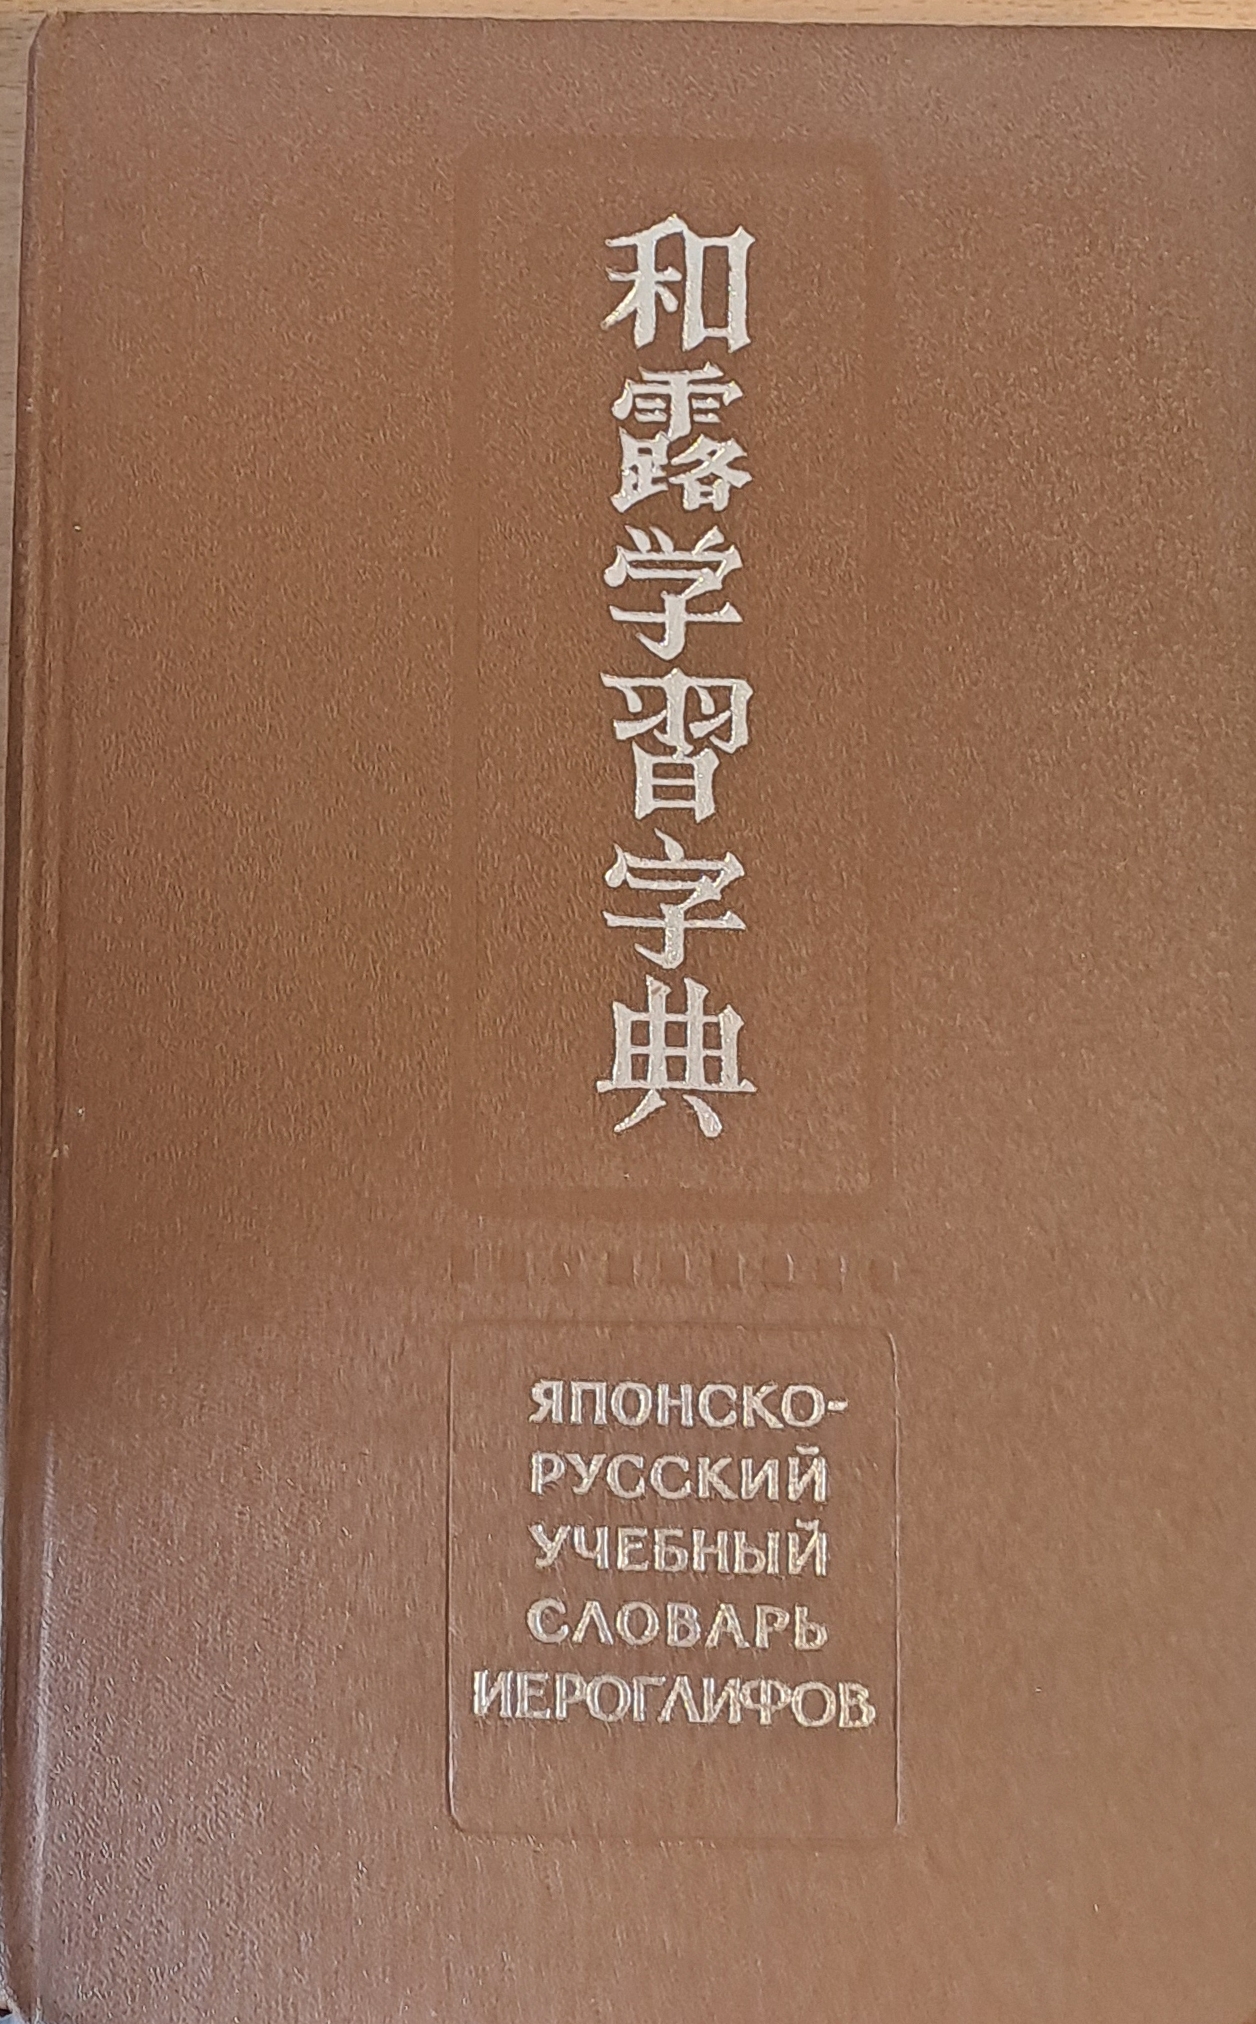 和露学習字典
ЯПОНСКО-
РУССКИЙ
УЧЕБНЫЙ
СЛОВАРЬ
ИЕРОГЛИФОВ